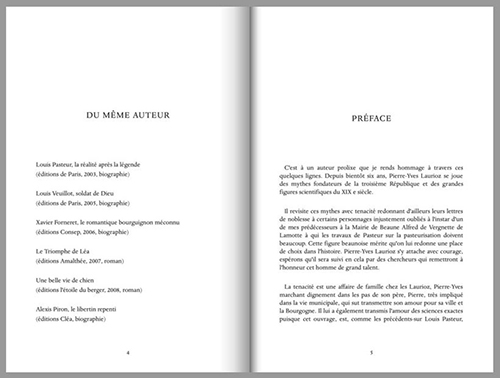 DU MÊME AUTEUR
Louis Pasteur, la réalité après la légende
(éditions de Paris, 2003, biographie)
Louis Veuillot, soldat de Dieu
(éditions de Paris, 2005, biographie)
Xavier Forneret, le romantique bourguignon méconnu
(éditions Consep, 2006, biographie)
Le Triomphe de Léa
(éditions Amalthée, 2007, roman)
Une belle vie de chien
(éditions l'étoile du berger, 2008, roman)
Alexis Piron, le libertin repenti
(éditions Cléa, biographie)
4
PRÉFACE
C'est à un auteur prolixe que je rends hommage à travers ces
quelques lignes. Depuis bientôt six ans, Pierre-Yves Laurioz se
joue des mythes fondateurs de la troisième République et des grandes
figures scientifiques du XIX e siècle.
Il revisite ces mythes avec tenacité redonnant d'ailleurs leurs lettres
de noblesse à certains personnages injustement oubliés à l'instar d'un
de mes prédécesseurs à la Mairie de Beaune Alfred de Vergnette de
Lamotte à qui les travaux de Pasteur sur la pasteurisation doivent
beaucoup. Cette figure beaunoise mérite qu'on lui redonne une place
de choix dans l'histoire. Pierre-Yves Laurioz s'y attache avec courage,
espérons qu'il sera suivi en cela par des chercheurs qui remettront à
l'honneur cet homme de grand talent.
La tenacité est une affaire de famille chez les Laurioz, Pierre-Yves
marchant dignement dans les pas de son père, Pierre, très impliqué
dans la vie municipale, qui sut transmettre son amour pour sa ville et
la Bourgogne. Il lui a également transmis l'amour des sciences exactes
puisque cet ouvrage, est, comme les précédents-sur Louis Pasteur,
5